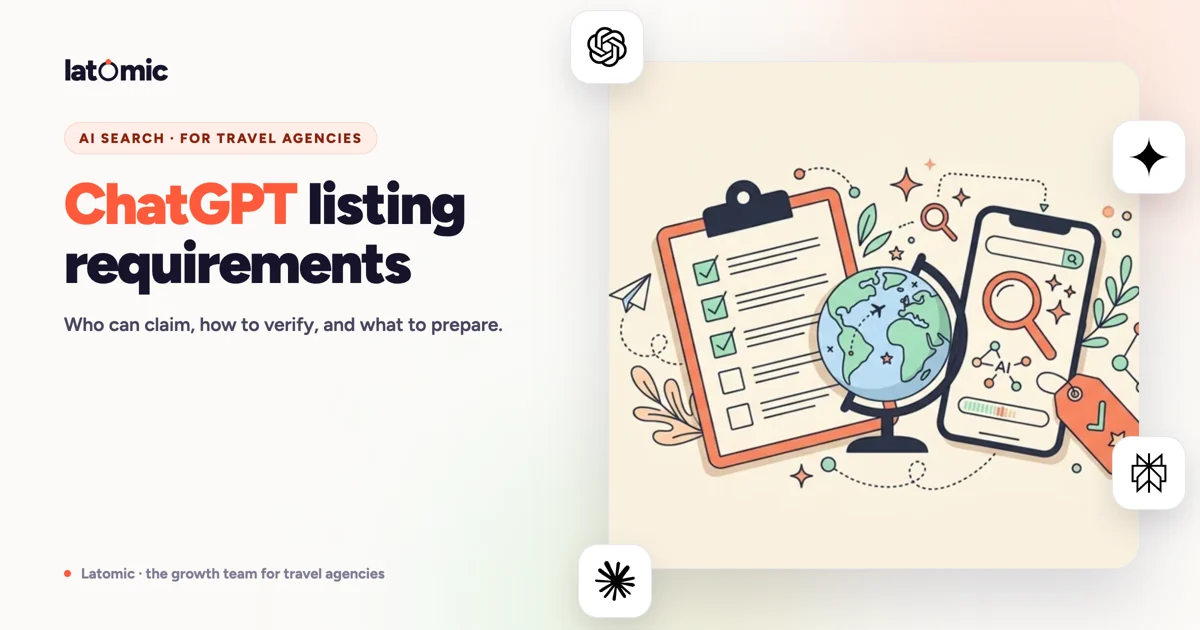 latomic
AI SEARCH · FOR TRAVEL AGENCIES
ChatGPT listing
requirements
Who can claim, how to verify, and what to prepare.
AI
Latomic · the growth team for travel agencies